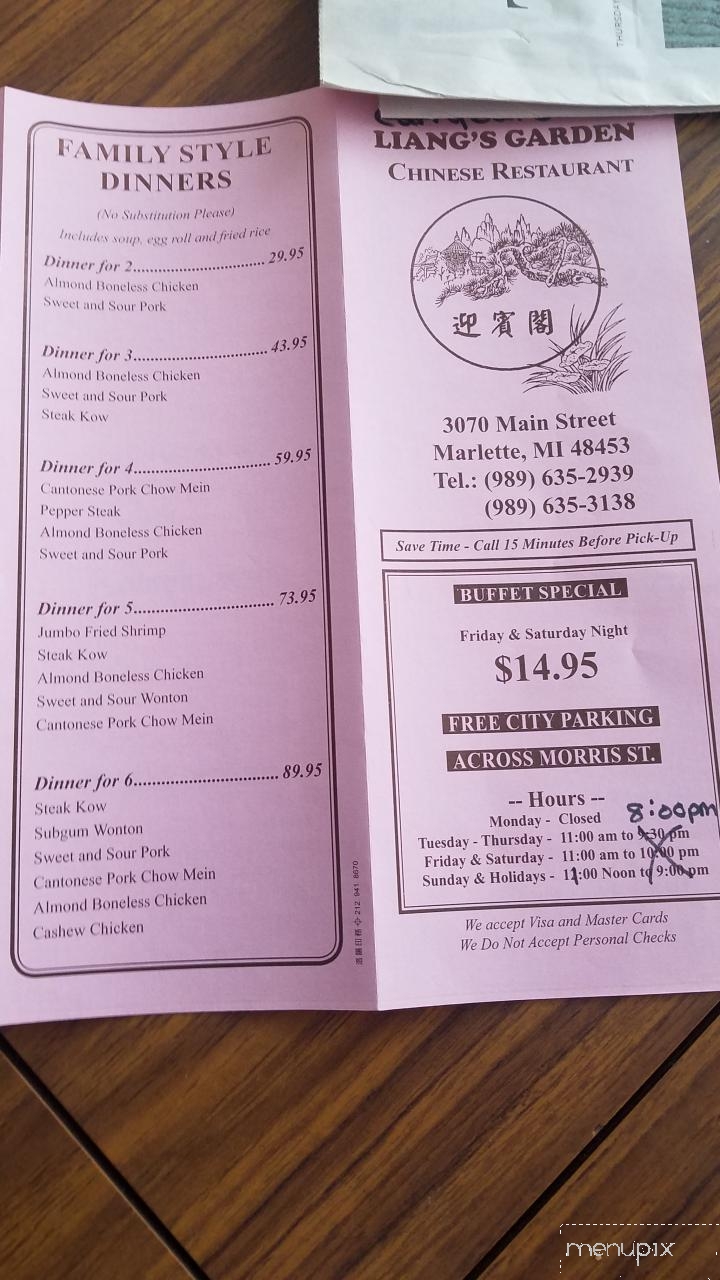 THURSDAY
FAMILY STYLE
DINNERS
(No Substitution Please)
Includes soup, egg roll and fried rice
Dinner for 2 29.95
Almond Boneless Chicken
Sweet and Sour Pork
Dinner for 3 43.95
Almond Boneless Chicken
Sweet and Sour Pork
Steak Kow
Dinner for 4 59.95
Cantonese Pork Chow Mein
Pepper Steak
Almond Boneless Chicken
Sweet and Sour Pork
Dinner for 5 73.95
Jumbo Fried Shrimp
Steak Kow
Almond Boneless Chicken
Sweet and Sour Wonton
Cantonese Pork Chow Mein
Dinner for 6 89.95
Steak Kow
Subgum Wonton
Sweet and Sour Pork
Cantonese Pork Chow Mein
Almond Boneless Chicken
Cashew Chicken
212 941 8670
LIANG'S GARDEN
CHINESE RESTAURANT
迎賓閣
3070 Main Street
Marlette, MI 48453
Tel.: (989) 635-2939
(989) 635-3138
Save Time - Call 15 Minutes Before Pick-Up
BUFFET SPECIAL
Friday & Saturday Night
$14.95
FREE CITY PARKING
ACROSS MORRIS ST.
-- Hours --
8:00pm
Monday - Closed
Tuesday - Thursday - 11:00 am to 9:30 pm
Friday & Saturday - 11:00 am to 10:00 pm
Sunday & Holidays - 11:00 Noon to 9:00 pm
We accept Visa and Master Cards
We Do Not Accept Personal Checks
menupix